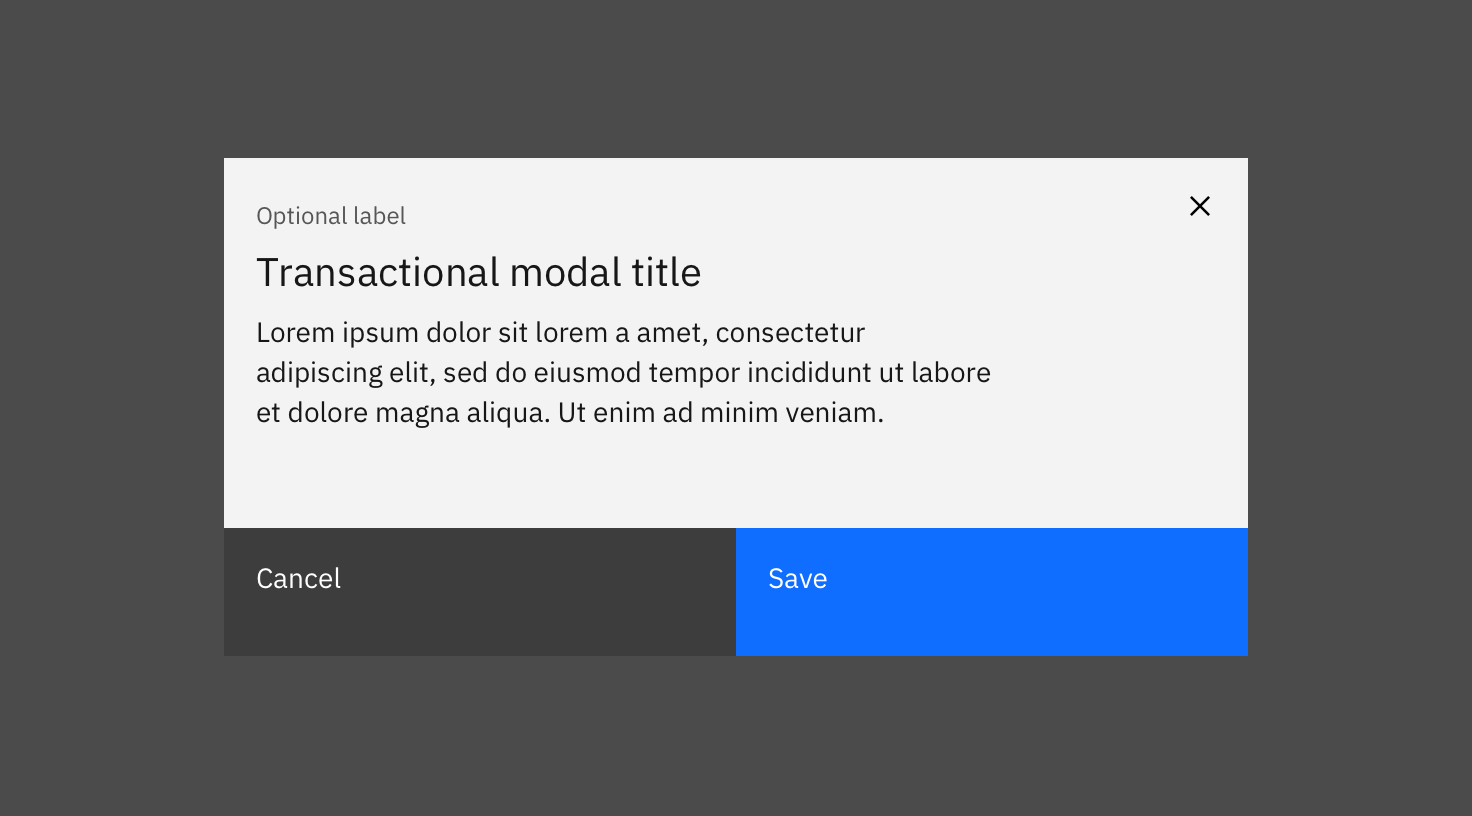 Optional label
Transactional modal title
Lorem ipsum dolor sit lorem a amet, consectetur
adipiscing elit, sed do eiusmod tempor incididunt ut labore
et dolore magna aliqua. Ut enim ad minim veniam.
Cancel
Save